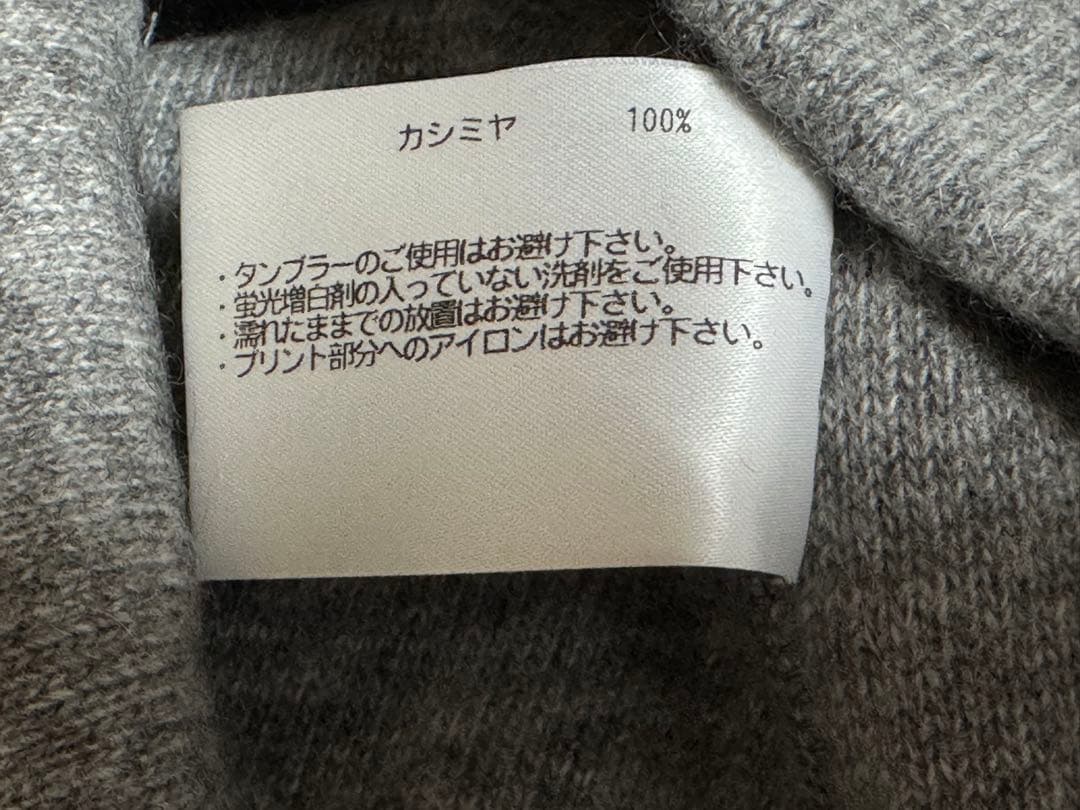 カシミヤ 100%
・タンブラーのご使用はお避け下さい。
・蛍光増白剤の入っていない洗剤をご使用下さい。
・濡れたままでの放置はお避け下さい。
・プリント部分へのアイロンはお避け下さい。